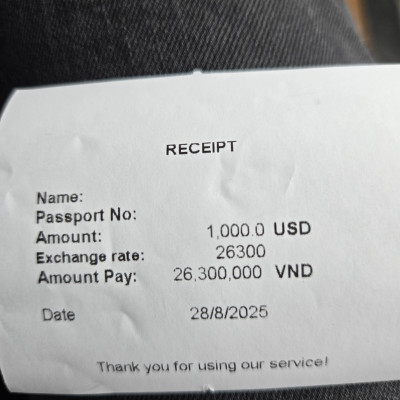 RECEIPT
Name:
Passport No:
Amount: 1,000.0 USD
Exchange rate: 26300
Amount Pay: 26,300,000 VND
Date 28/8/2025
Thank you for using our service!